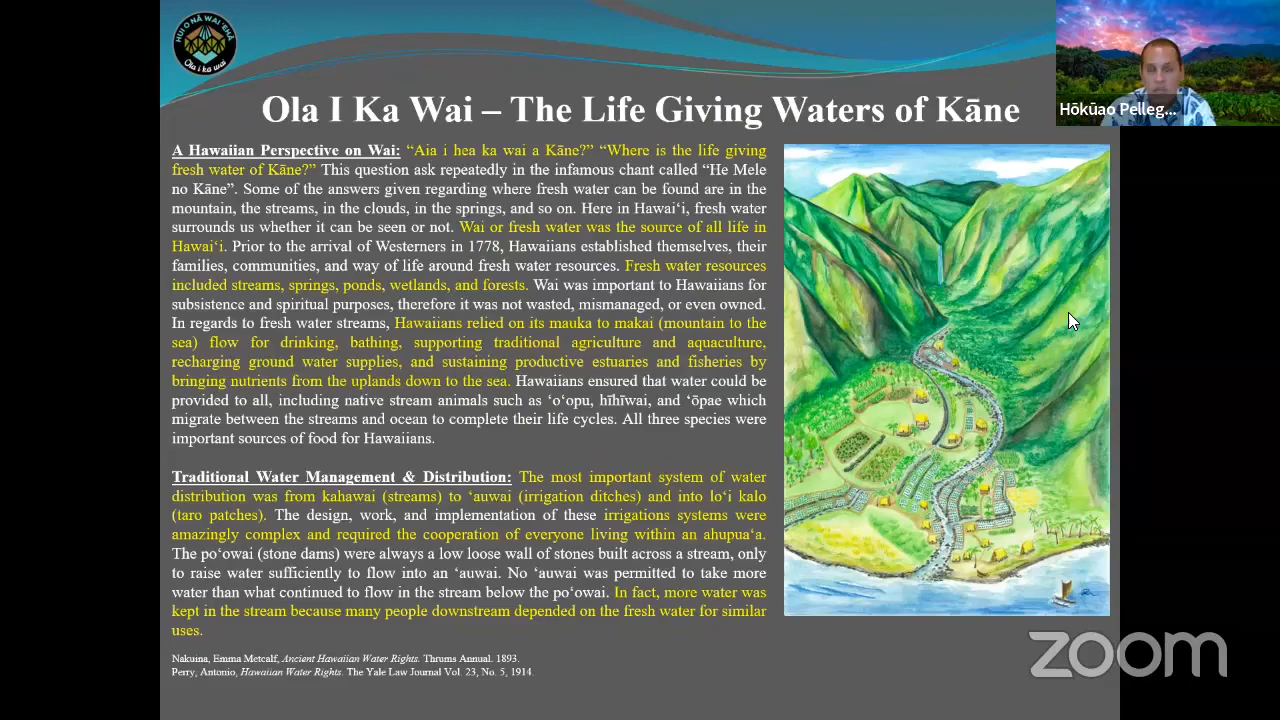 HUI O NĀ WAI ʻEHĀ
Ola i ka wai
Hōkūao Pelleg...
Ola I Ka Wai – The Life Giving Waters of Kāne
A Hawaiian Perspective on Wai: “Aia i hea ka wai a Kāne?” “Where is the life giving
fresh water of Kāne?” This question ask repeatedly in the infamous chant called “He Mele
no Kāne”. Some of the answers given regarding where fresh water can be found are in the
mountain, the streams, in the clouds, in the springs, and so on. Here in Hawaiʻi, fresh water
surrounds us whether it can be seen or not. Wai or fresh water was the source of all life in
Hawaiʻi. Prior to the arrival of Westerners in 1778, Hawaiians established themselves, their
families, communities, and way of life around fresh water resources. Fresh water resources
included streams, springs, ponds, wetlands, and forests. Wai was important to Hawaiians for
subsistence and spiritual purposes, therefore it was not wasted, mismanaged, or even owned.
In regards to fresh water streams, Hawaiians relied on its mauka to makai (mountain to the
sea) flow for drinking, bathing, supporting traditional agriculture and aquaculture,
recharging ground water supplies, and sustaining productive estuaries and fisheries by
bringing nutrients from the uplands down to the sea. Hawaiians ensured that water could be
provided to all, including native stream animals such as ʻoʻopu, hīhīwai, and ʻōpae which
migrate between the streams and ocean to complete their life cycles. All three species were
important sources of food for Hawaiians.
Traditional Water Management & Distribution: The most important system of water
distribution was from kahawai (streams) to ʻauwai (irrigation ditches) and into loʻi kalo
(taro patches). The design, work, and implementation of these irrigations systems were
amazingly complex and required the cooperation of everyone living within an ahupuaʻa.
The poʻowai (stone dams) were always a low loose wall of stones built across a stream, only
to raise water sufficiently to flow into an ʻauwai. No ʻauwai was permitted to take more
water than what continued to flow in the stream below the poʻowai. In fact, more water was
kept in the stream because many people downstream depended on the fresh water for similar
uses.
Nakuina, Emma Metcalf, Ancient Hawaiian Water Rights. Thrums Annual. 1893.
Perry, Antonio, Hawaiian Water Rights. The Yale Law Journal Vol. 23, No. 5, 1914.
zoom